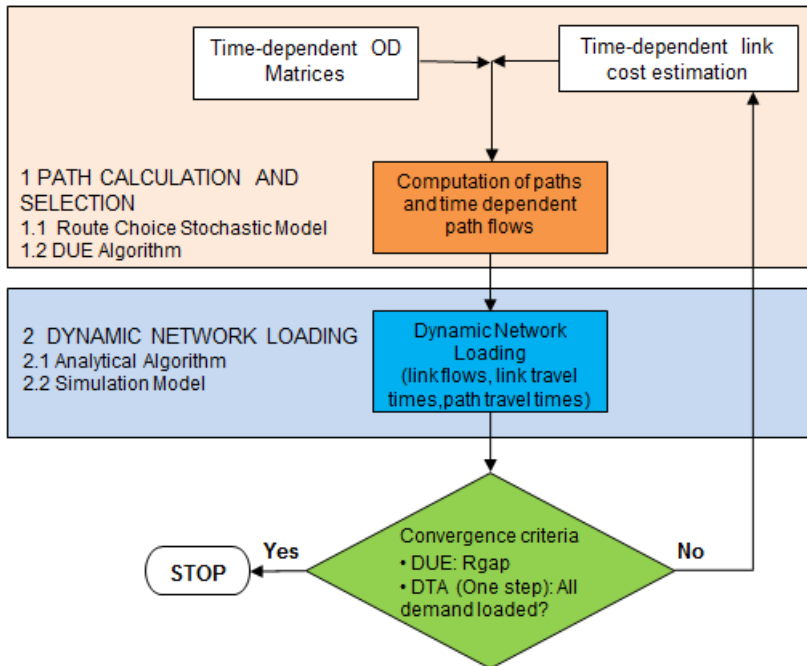 Time-dependent OD
Matrices
Time-dependent link
cost estimation
1 PATH CALCULATION AND
SELECTION
1.1 Route Choice Stochastic Model
1.2 DUE Algorithm
Computation of paths
and time dependent
path flows
2 DYNAMIC NETWORK LOADING
2.1 Analytical Algorithm
2.2 Simulation Model
Dynamic Network
Loading
(link flows, link travel
times,path travel times)
Convergence criteria
• DUE: Rgap
• DTA (One step): All
demand loaded?
Yes
No
STOP